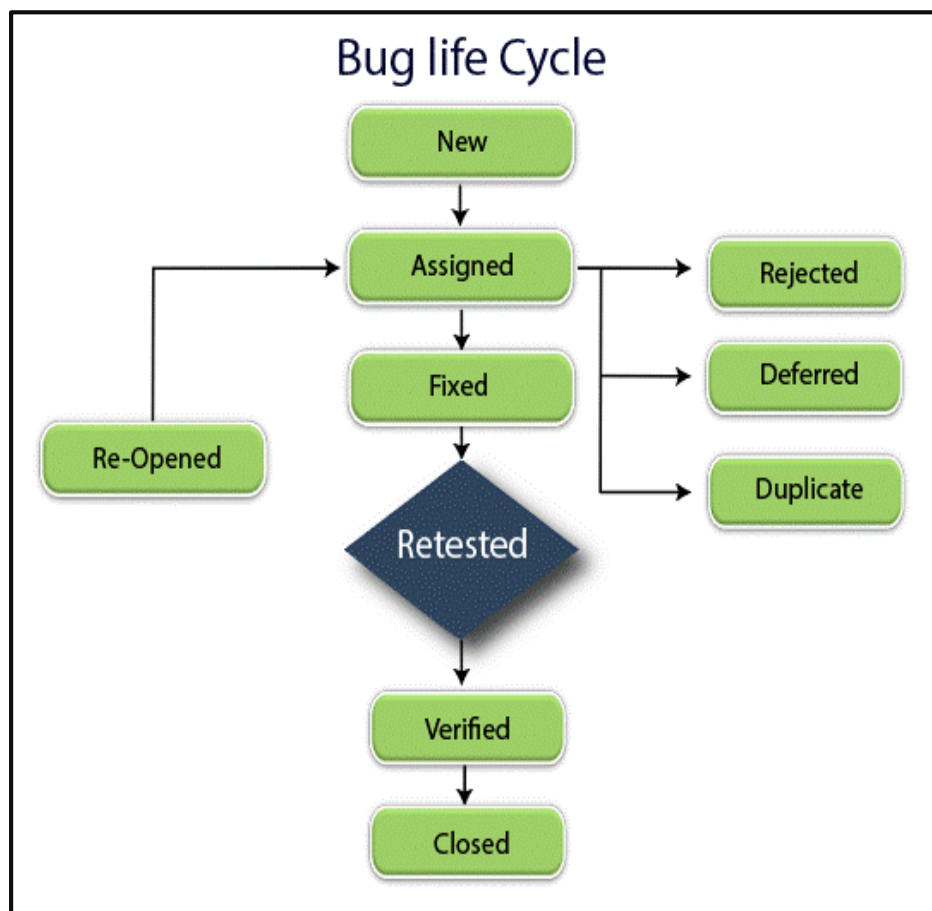 Bug life Cycle
New
Assigned
Rejected
Fixed
Deferred
Re-Opened
Duplicate
Retested
Verified
Closed